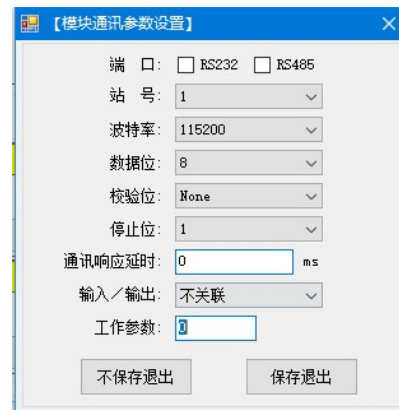 【模块通讯参数设置】
端 口: RS232 RS485
站 号: 1
波特率: 115200
数据位: 8
校验位: None
停止位: 1
通讯响应延时: 0 ms
输入／输出: 不关联
工作参数: 0
不保存退出 保存退出